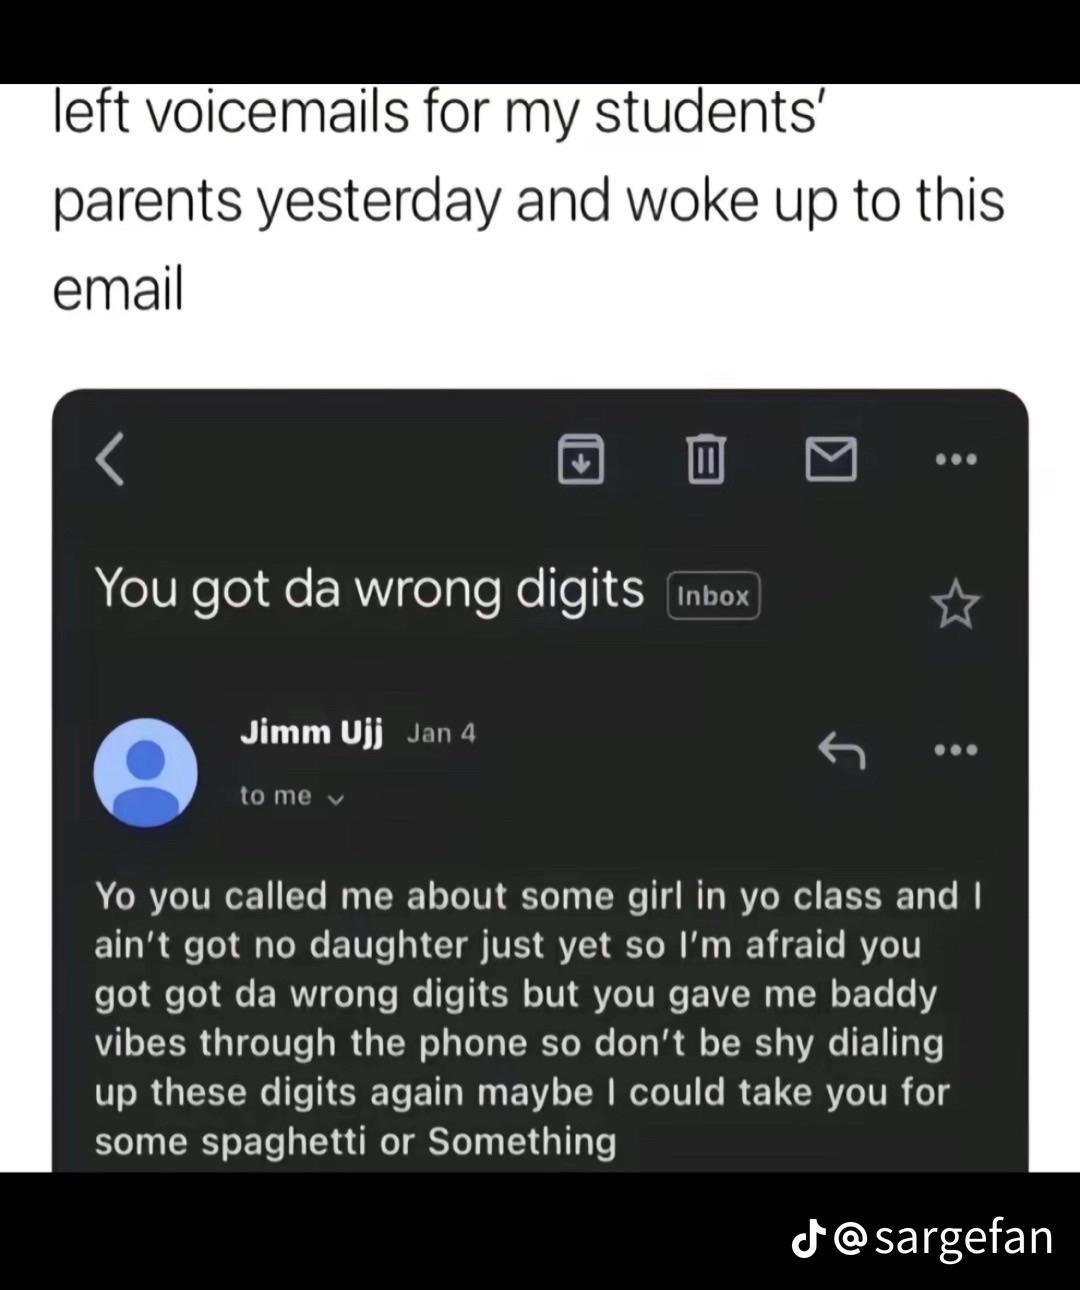 left voicemails for my students'
parents yesterday and woke up to this
email
You got da wrong digits Inbox
Jimm Ujj Jan 4
to me
Yo you called me about some girl in yo class and I
ain't got no daughter just yet so I'm afraid you
got got da wrong digits but you gave me baddy
vibes through the phone so don't be shy dialing
up these digits again maybe I could take you for
some spaghetti or Something
@sargefan